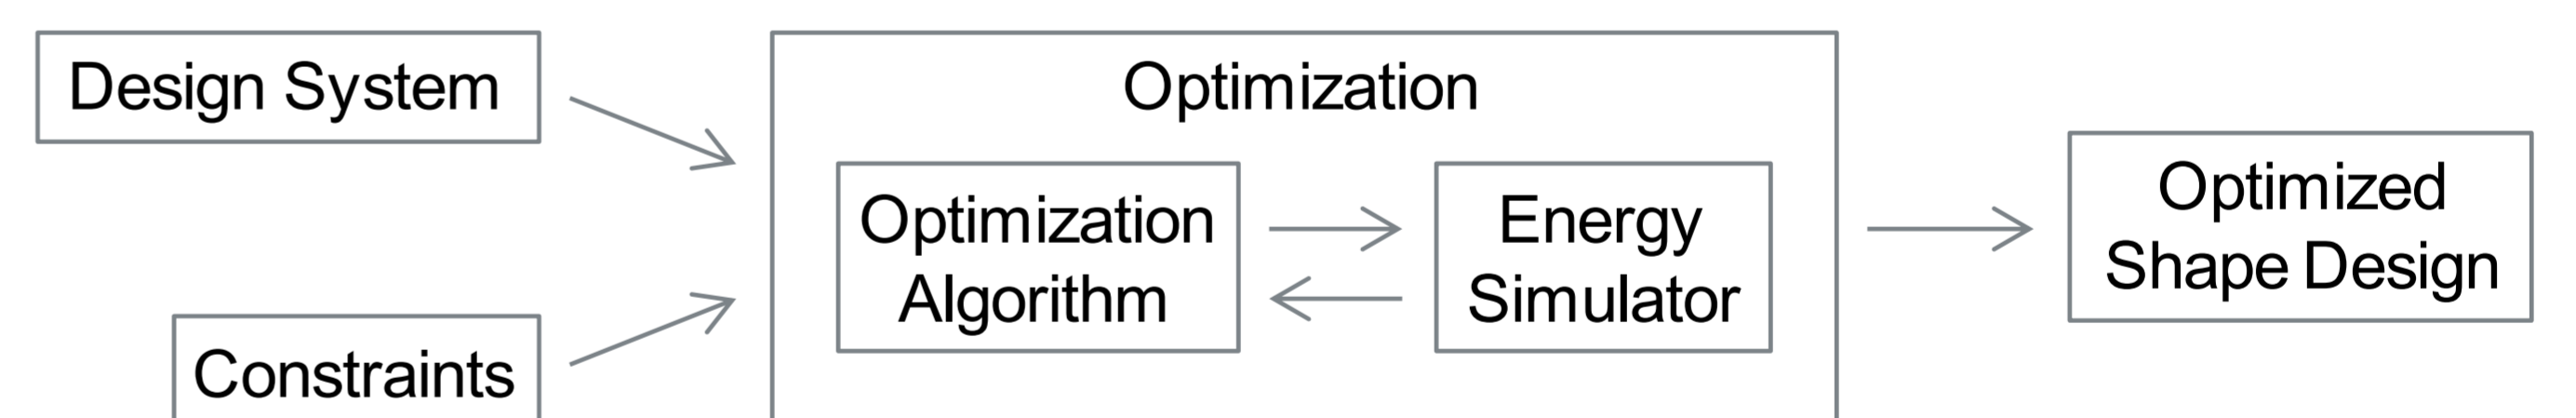 Design System
Constraints
Optimization
Optimization
Algorithm
Energy
Simulator
Optimized
Shape Design